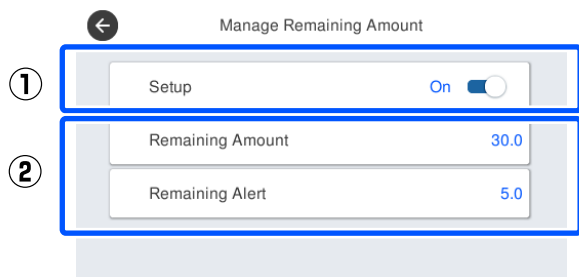 Manage Remaining Amount
①
Setup On
②
Remaining Amount 30.0
Remaining Alert 5.0